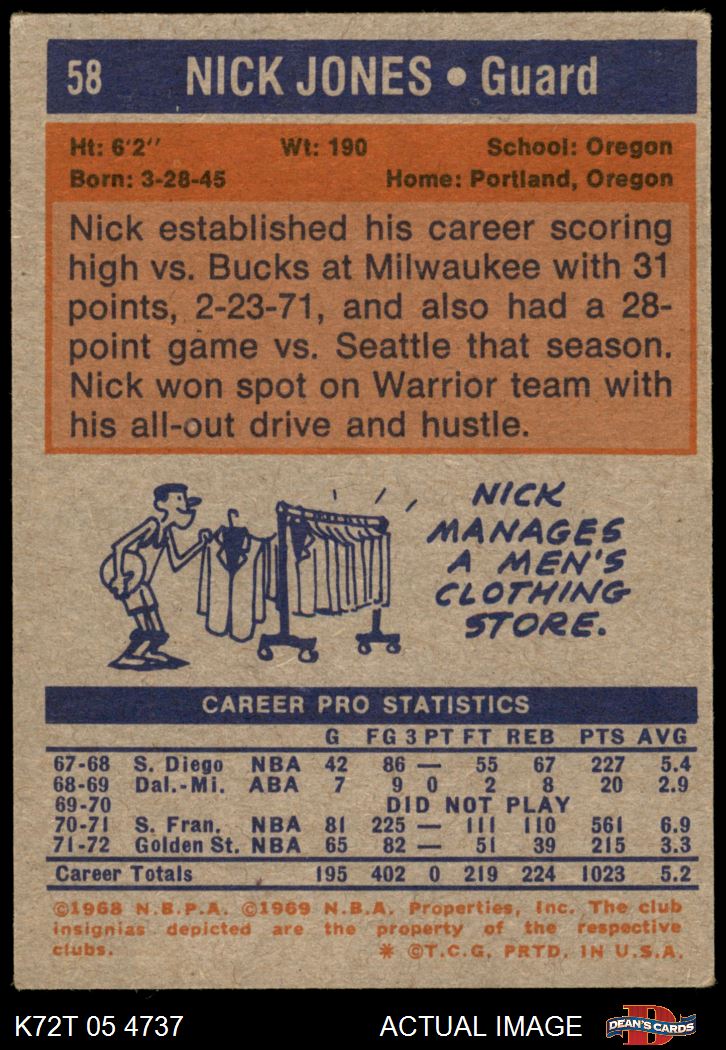 58 NICK JONES • Guard
Ht: 6'2'' Wt: 190 School: Oregon
Born: 3-28-45 Home: Portland, Oregon
Nick established his career scoring
high vs. Bucks at Milwaukee with 31
points, 2-23-71, and also had a 28-
point game vs. Seattle that season.
Nick won spot on Warrior team with
his all-out drive and hustle.
NICK
MANAGES
A MEN'S
CLOTHING
STORE.
CAREER PRO STATISTICS
G FG 3 PT FT REB PTS AVG
67-68 S. Diego NBA 42 86 — 55 67 227 5.4
68-69 Dal.-Mi. ABA 7 9 0 2 8 20 2.9
69-70 DID NOT PLAY
70-71 S. Fran. NBA 81 225 — 111 110 561 6.9
71-72 Golden St. NBA 65 82 — 51 39 215 3.3
Career Totals 195 402 0 219 224 1023 5.2
©1968 N.B.P.A. ©1969 N.B.A. Properties, Inc. The club
insignias depicted are the property of the respective
clubs. * ©T.C.G. PRTD. IN U.S.A.
K72T 05 4737 ACTUAL IMAGE DEAN'S CARDS